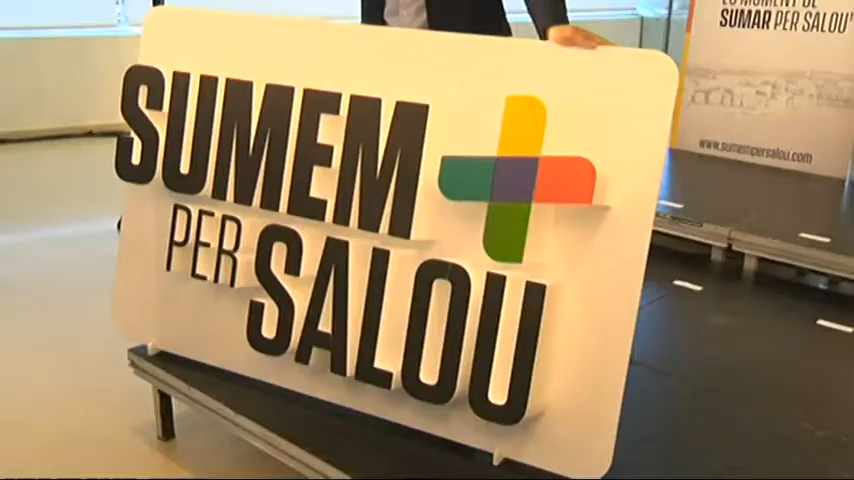 SUMEM
PER SALOU
SUMAR PER SALOU"
www.sumempersalou.com